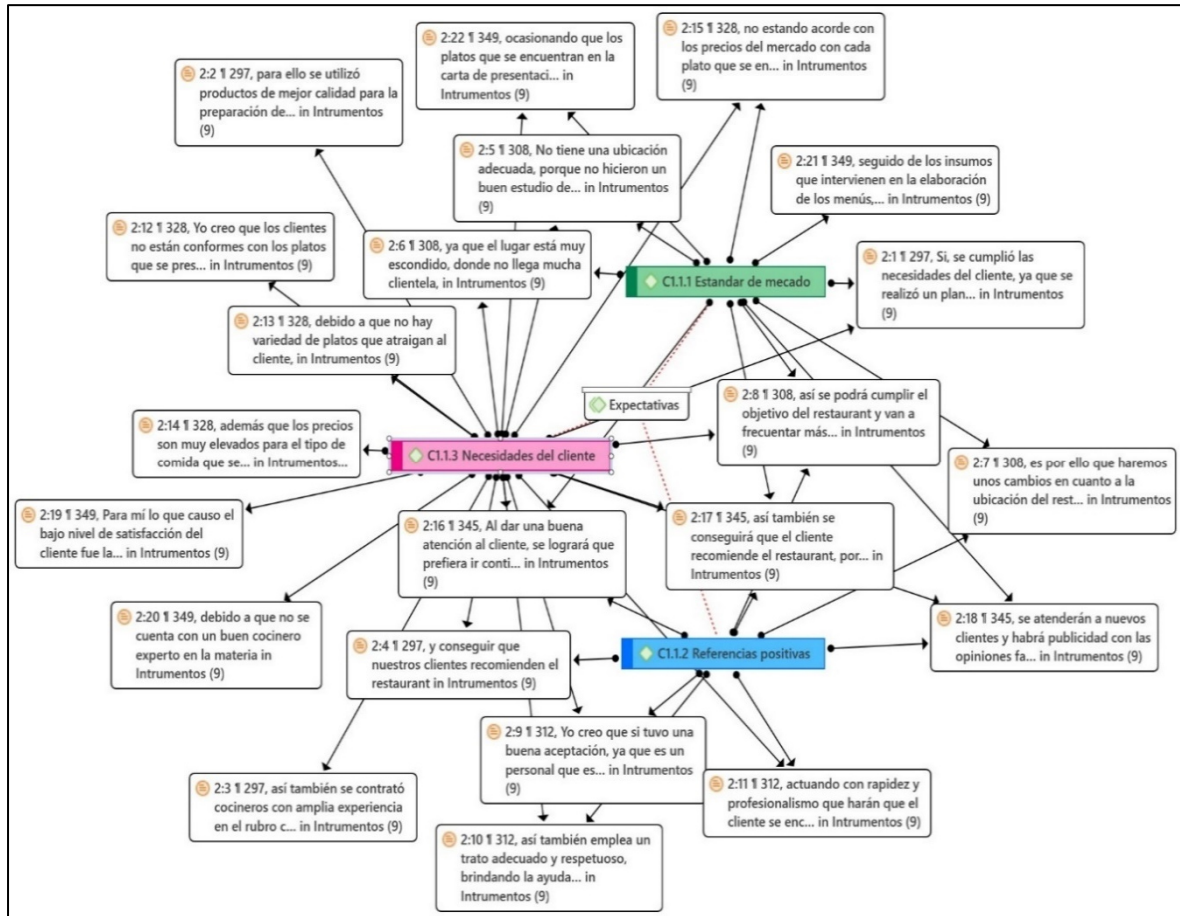 2:22 ¶ 349, ocasionando que los
platos que se encuentran en la
carta de presentaci... in
Intrumentos (9)
2:15 ¶ 328, no estando acorde con
los precios del mercado con cada
plato que se en... in Intrumentos
(9)
2:2 ¶ 297, para ello se utilizó
productos de mejor calidad para la
preparación de... in Intrumentos
(9)
2:5 ¶ 308, No tiene una ubicación
adecuada, porque no hicieron un
buen estudio de... in Intrumentos
(9)
2:21 ¶ 349, seguido de los insumos
que intervienen en la elaboración
de los menús,... in Intrumentos
(9)
2:12 ¶ 328, Yo creo que los clientes
no están conformes con los platos
que se pres... in Intrumentos (9)
2:6 ¶ 308, ya que el lugar está muy
escondido, donde no llega mucha
clientela, in Intrumentos (9)
C1.1.1 Estandar de mecado
2:1 ¶ 297, Si, se cumplió las
necesidades del cliente, ya que se
realizó un plan... in Intrumentos
(9)
2:13 ¶ 328, debido a que no hay
variedad de platos que atraigan al
cliente, in Intrumentos (9)
Expectativas
2:8 ¶ 308, así se podrá cumplir el
objetivo del restaurant y van a
frecuentar más... in Intrumentos
(9)
2:14 ¶ 328, además que los precios
son muy elevados para el tipo de
comida que se... in Intrumentos...
C1.1.3 Necesidades del cliente
2:7 ¶ 308, es por ello que haremos
unos cambios en cuanto a la
ubicación del rest... in Intrumentos
(9)
2:19 ¶ 349, Para mí lo que causo el
bajo nivel de satisfacción del
cliente fue la... in Intrumentos (9)
2:16 ¶ 345, Al dar una buena
atención al cliente, se logrará que
prefiera ir conti... in Intrumentos
(9)
2:17 ¶ 345, así también se
conseguirá que el cliente
recomiende el restaurant, por... in
Intrumentos (9)
2:20 ¶ 349, debido a que no se
cuenta con un buen cocinero
experto en la materia in
Intrumentos (9)
2:4 ¶ 297, y conseguir que
nuestros clientes recomienden el
restaurant in Intrumentos (9)
C1.1.2 Referencias positivas
2:18 ¶ 345, se atenderán a nuevos
clientes y habrá publicidad con las
opiniones fa... in Intrumentos (9)
2:9 ¶ 312, Yo creo que si tuvo una
buena aceptación, ya que es un
personal que es... in Intrumentos
(9)
2:3 ¶ 297, así también se contrató
cocineros con amplia experiencia
en el rubro c... in Intrumentos (9)
2:11 ¶ 312, actuando con rapidez y
profesionalismo que harán que el
cliente se enc... in Intrumentos (9)
2:10 ¶ 312, así también emplea un
trato adecuado y respetuoso,
brindando la ayuda... in
Intrumentos (9)